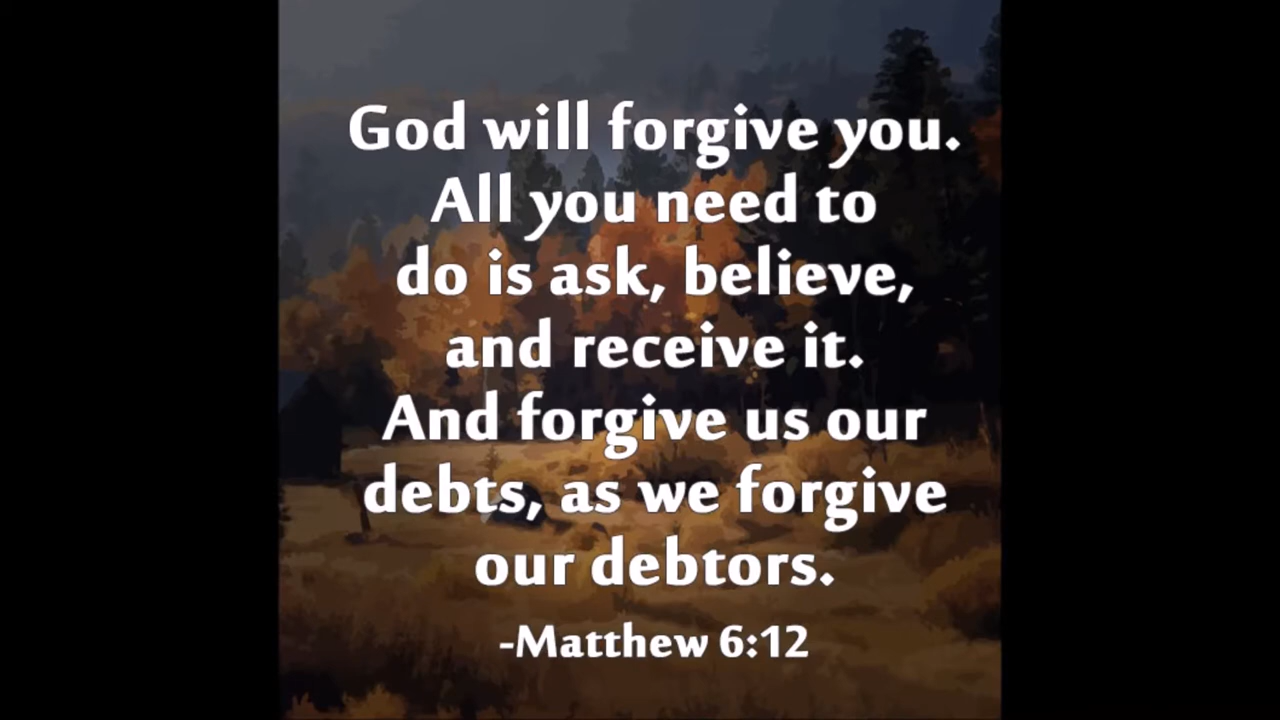 God will forgive you.
All you need to
do is ask, believe,
and receive it.
And forgive us our
debts, as we forgive
our debtors.
-Matthew 6:12